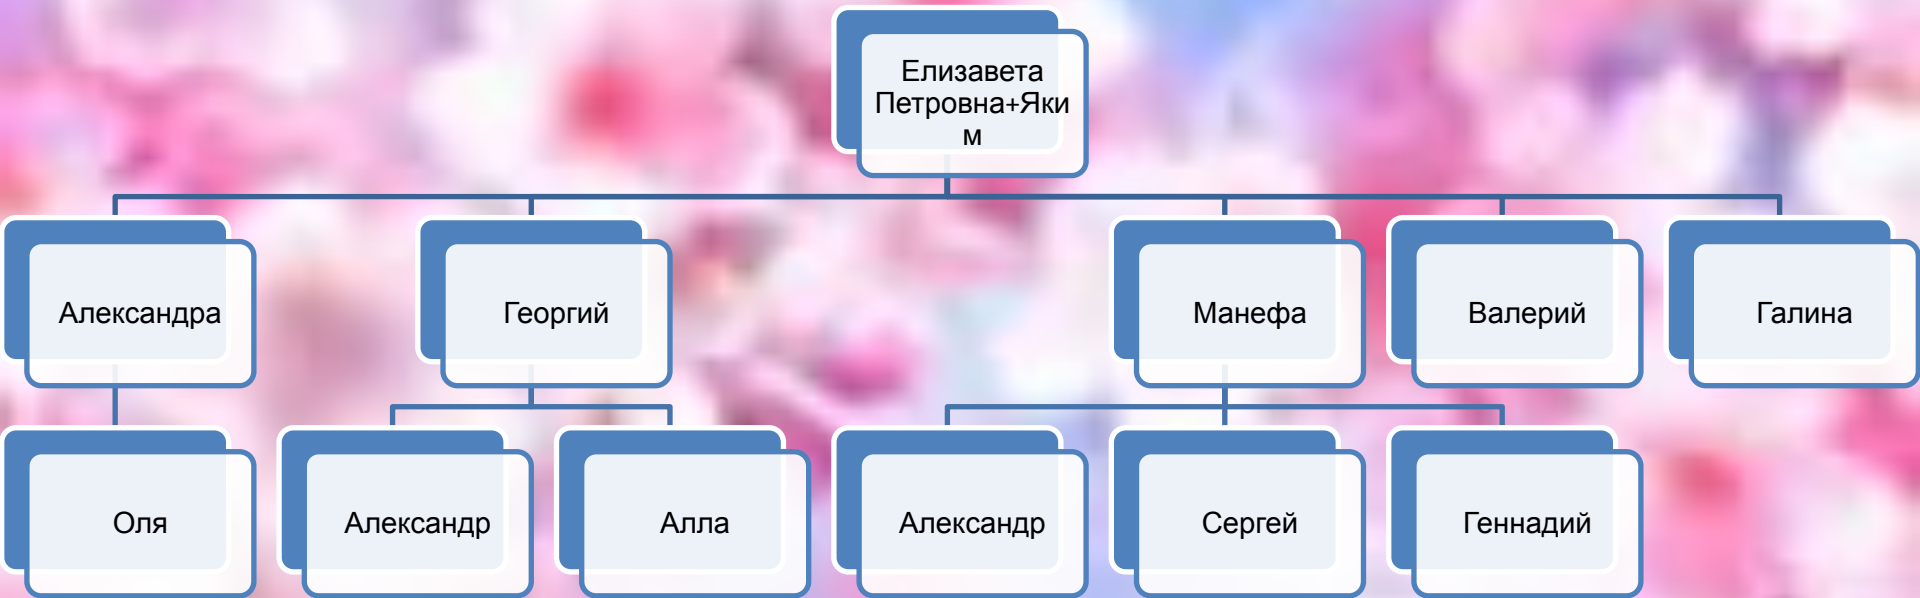 Елизавета
Петровна+Яки
м
Александра
Георгий
Манефа
Валерий
Галина
Оля
Александр
Алла
Александр
Сергей
Геннадий